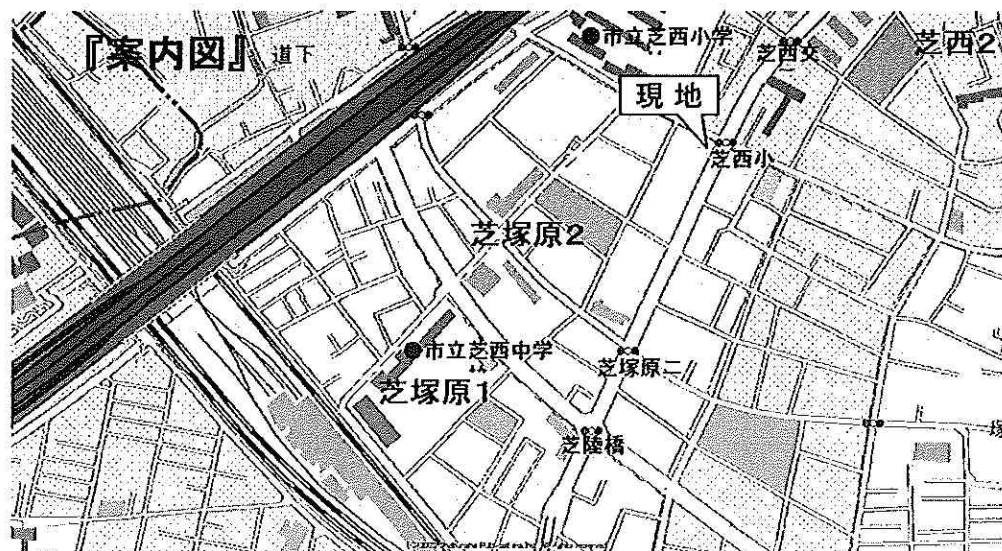 『案内図』
道下
市立芝西小学
芝西交
芝西2
現地
芝西小
芝塚原2
市立芝西中学
芝塚原二
芝塚原1
芝陸橋
塚